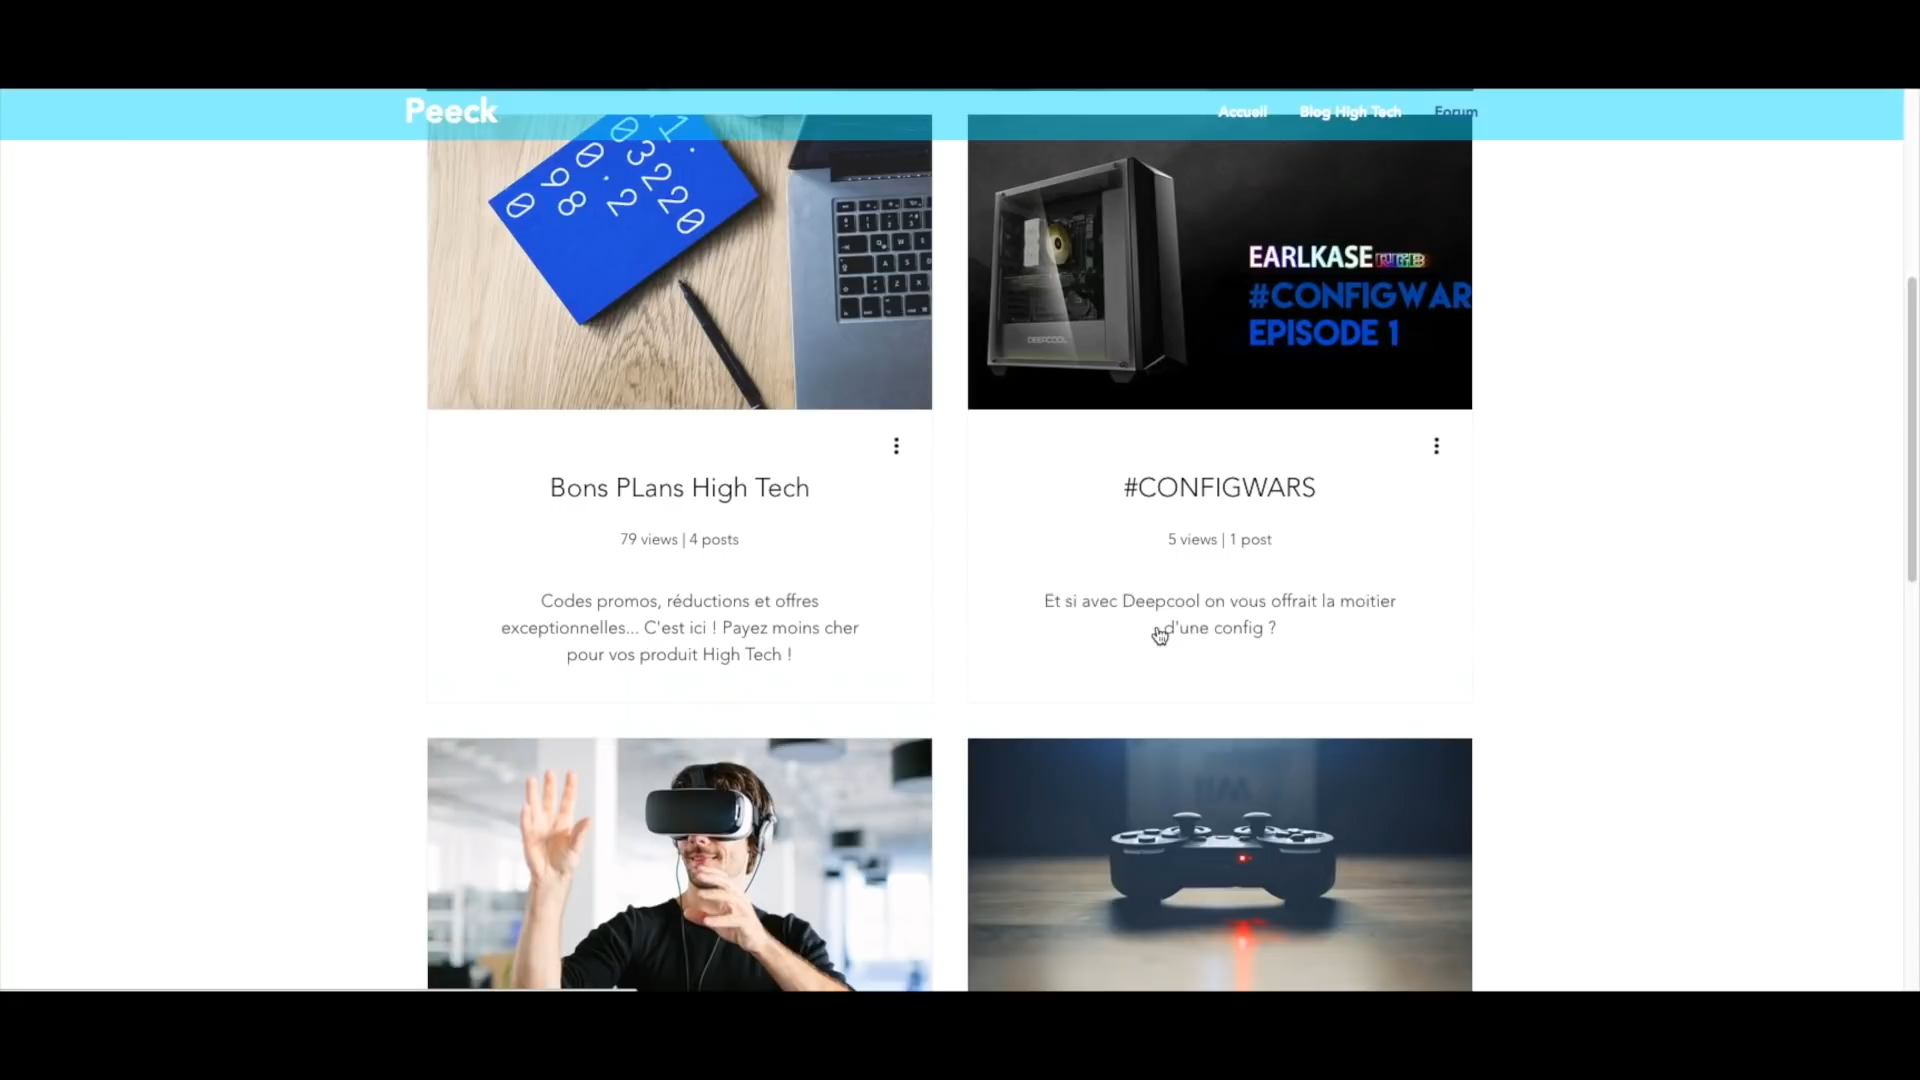 Peeck
Accueil
Blog High Tech
Forum
EARLKASE RGB
#CONFIGWAR
EPISODE 1
DEEPCOOL
Bons PLans High Tech
79 views | 4 posts
Codes promos, réductions et offres
exceptionnelles... C'est ici ! Payez moins cher
pour vos produit High Tech !
#CONFIGWARS
5 views | 1 post
Et si avec Deepcool on vous offrait la moitier
d'une config ?